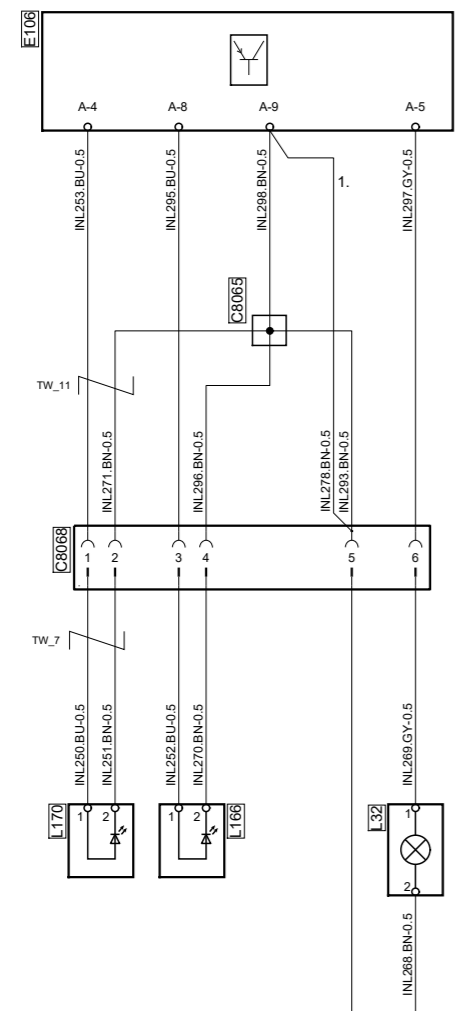 E106
A-4 A-8 A-9 A-5
INL253.BU-0.5
INL295.BU-0.5
INL298.BN-0.5
1.
INL297.GY-0.5
C8065
TW_11
INL271.BN-0.5
INL296.BN-0.5
INL278.BN-0.5
INL293.BN-0.5
C8068
1 2 3 4 5 6
TW_7
INL250.BU-0.5
INL251.BN-0.5
INL252.BU-0.5
INL270.BN-0.5
INL269.GY-0.5
L170
1 2
1 2
L166
L32
1
2
INL268.BN-0.5